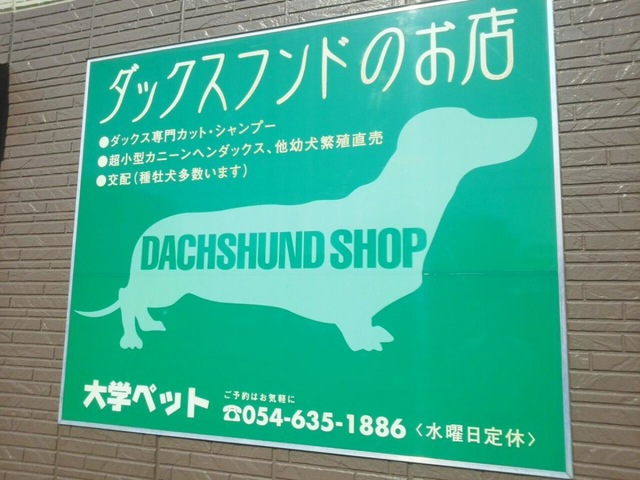 ダックスフンドのお店
●ダックス専門カット・シャンプー
●超小型カニーンヘンダックス、他幼犬繁殖直売
●交配(種牡犬多数います)
DACHSHUND SHOP
大学ペット
ご予約はお気軽に
☎054-635-1886〈水曜日定休〉